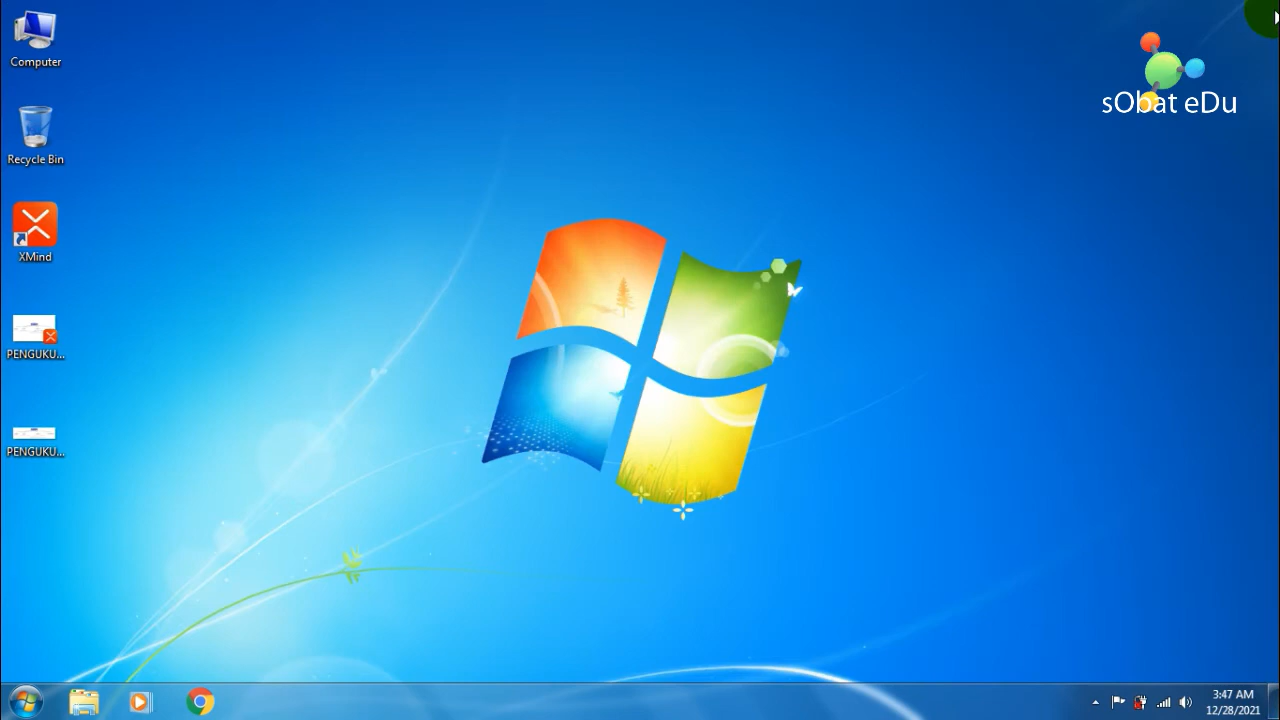 Computer
Recycle Bin
XMind
PENGUKU...
PENGUKU...
sObat eDu
3:47 AM
12/28/2021